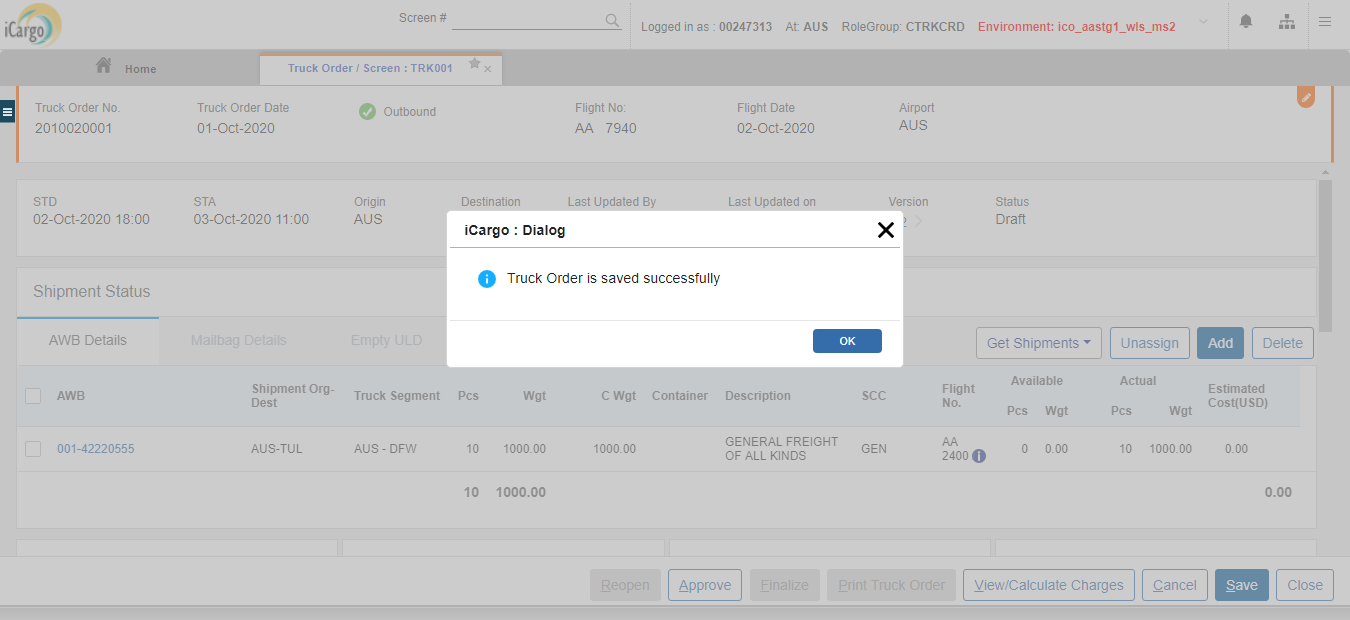 iCargo
Screen #
Logged in as : 00247313 At: AUS RoleGroup: CTRKCRD Environment: ico_aastg1_wls_ms2
Home
Truck Order / Screen : TRK001
Truck Order No.
2010020001
Truck Order Date
01-Oct-2020
Outbound
Flight No:
AA 7940
Flight Date
02-Oct-2020
Airport
AUS
STD
02-Oct-2020 18:00
STA
03-Oct-2020 11:00
Origin
AUS
Destination
Last Updated By
Last Updated on
Version
2
Status
Draft
iCargo : Dialog
Truck Order is saved successfully
OK
Shipment Status
AWB Details Mailbag Details Empty ULD
Get Shipments Unassign Add Delete
AWB
Shipment Org-
Dest
Truck Segment
Pcs
Wgt
C Wgt
Container
Description
SCC
Flight
No.
Available
Pcs Wgt
Actual
Pcs Wgt
Estimated
Cost(USD)
001-42220555
AUS-TUL
AUS - DFW
10
1000.00
1000.00
GENERAL FREIGHT
OF ALL KINDS
GEN
AA
2400
0 0.00
10 1000.00
0.00
10 1000.00
0.00
Reopen Approve Finalize Print Truck Order View/Calculate Charges Cancel Save Close